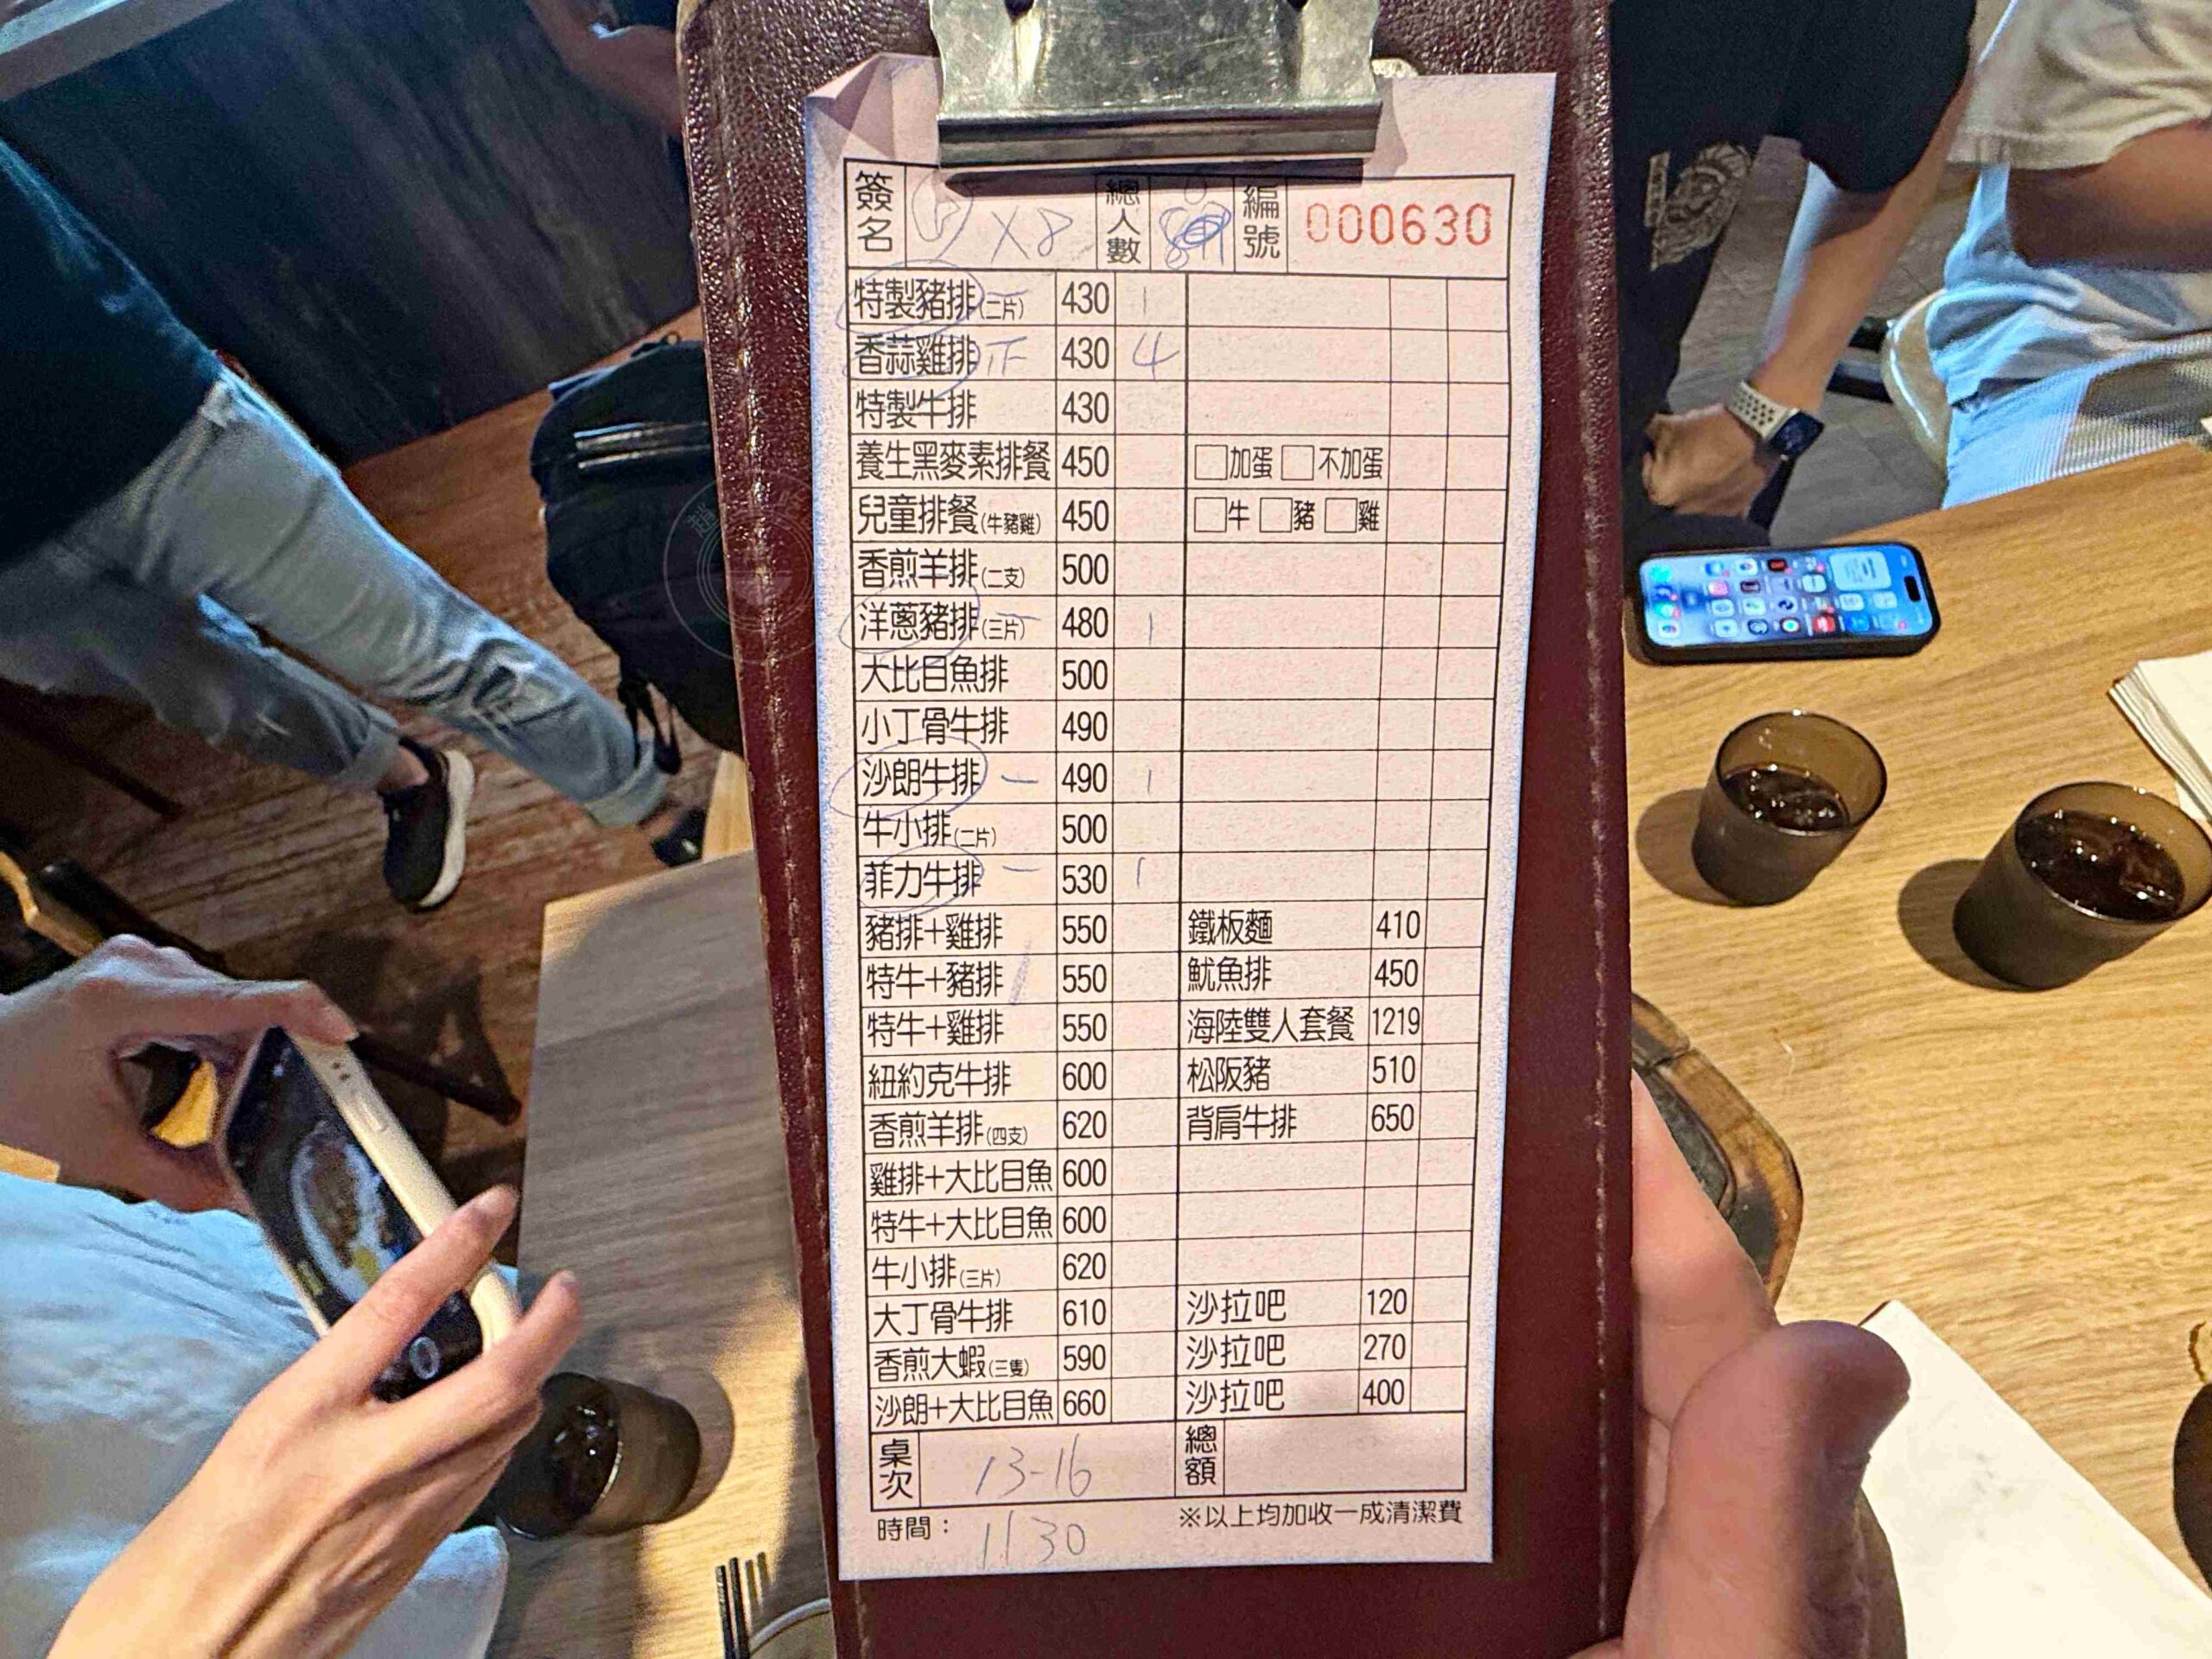 簽名 Ⓟ X8 總人數 8 編號 000630
特製豬排(二片) 一 430 1
香蒜雞排 正 430 4
特製牛排 430
養生黑麥素排餐 450 □加蛋 □不加蛋
兒童排餐(牛豬雞) 450 □牛 □豬 □雞
香煎羊排(二支) 500
洋蔥豬排(三片) 一 480 1
大比目魚排 500
小丁骨牛排 490
沙朗牛排 一 490 1
牛小排(二片) 500
菲力牛排 一 530 1
豬排+雞排 550 鐵板麵 410
特牛+豬排 550 魷魚排 450
特牛+雞排 550 海陸雙人套餐 1219
紐約克牛排 600 松阪豬 510
香煎羊排(四支) 620 背肩牛排 650
雞排+大比目魚 600
特牛+大比目魚 600
牛小排(三片) 620
大丁骨牛排 610 沙拉吧 120
香煎大蝦(三隻) 590 沙拉吧 270
沙朗+大比目魚 660 沙拉吧 400
桌次 13-16 總額
時間： 1130 ※以上均加收一成清潔費